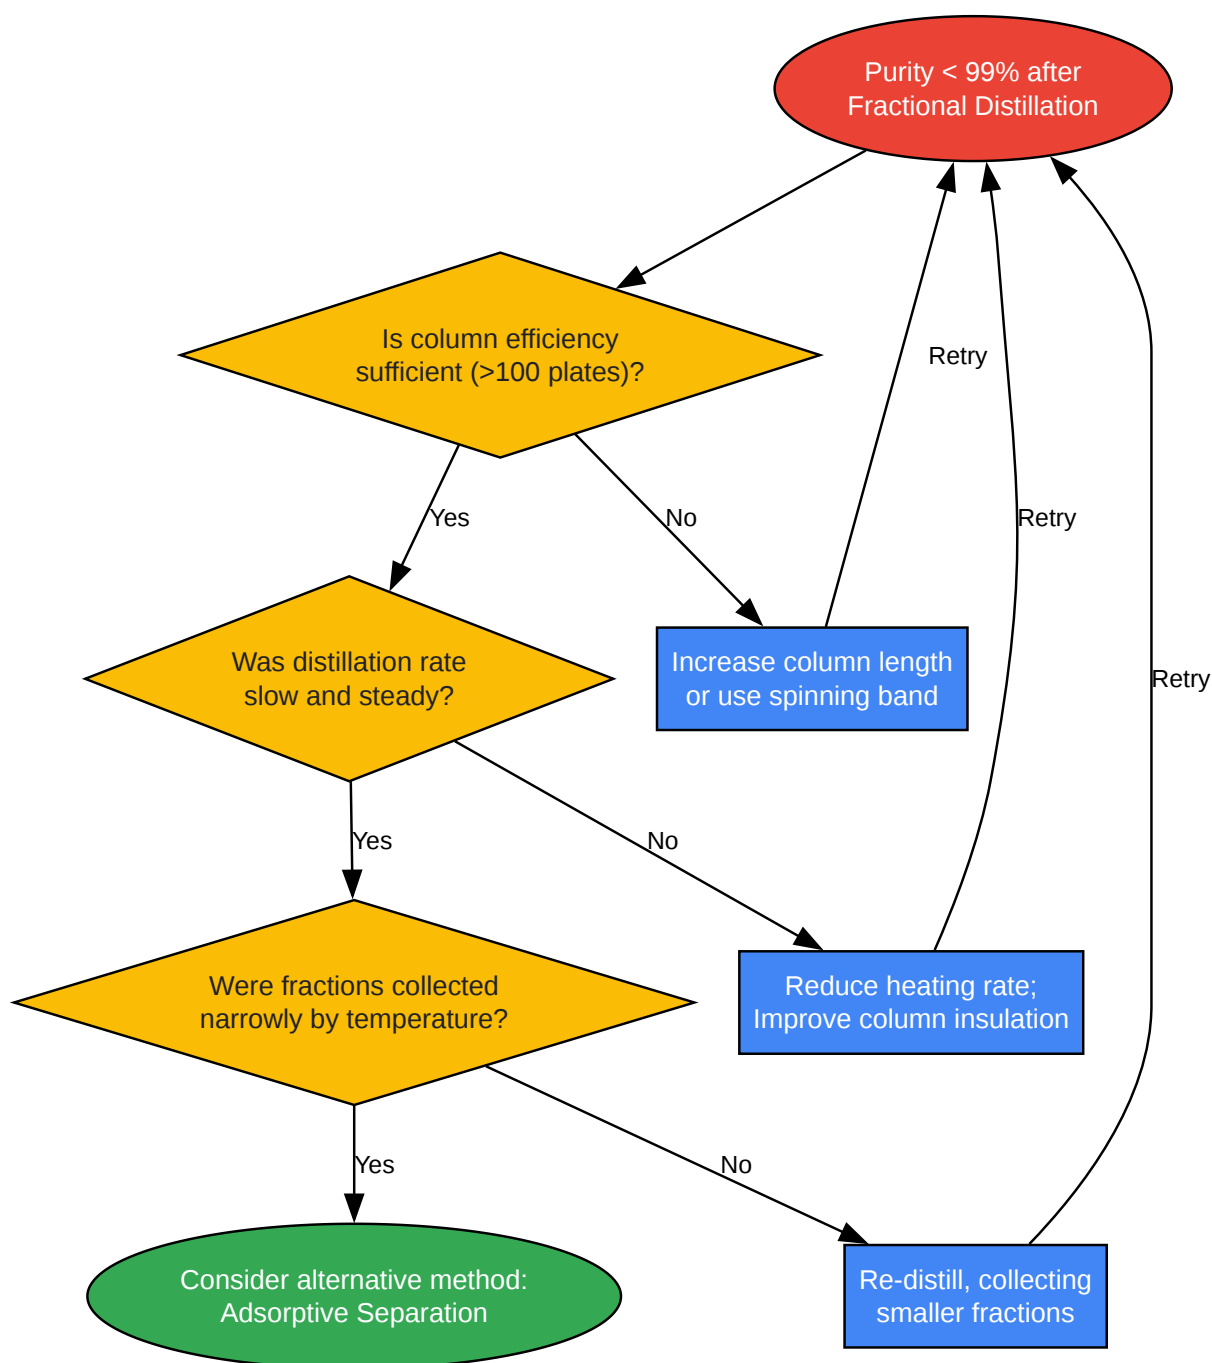 Purity < 99% after
Fractional Distillation
Is column efficiency
sufficient (>100 plates)?
Retry
Yes
No
Retry
Was distillation rate
slow and steady?
Increase column length
or use spinning band
Retry
Yes
No
Were fractions collected
narrowly by temperature?
Reduce heating rate;
Improve column insulation
Yes
No
Consider alternative method:
Adsorptive Separation
Re-distill, collecting
smaller fractions